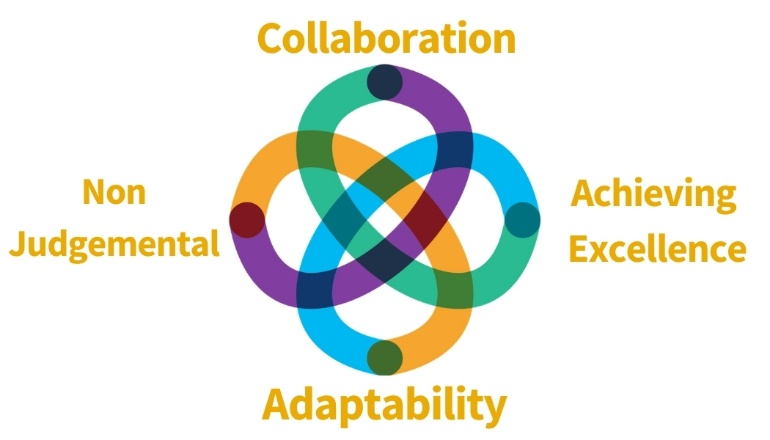 Collaboration
Non
Judgemental
Achieving
Excellence
Adaptability